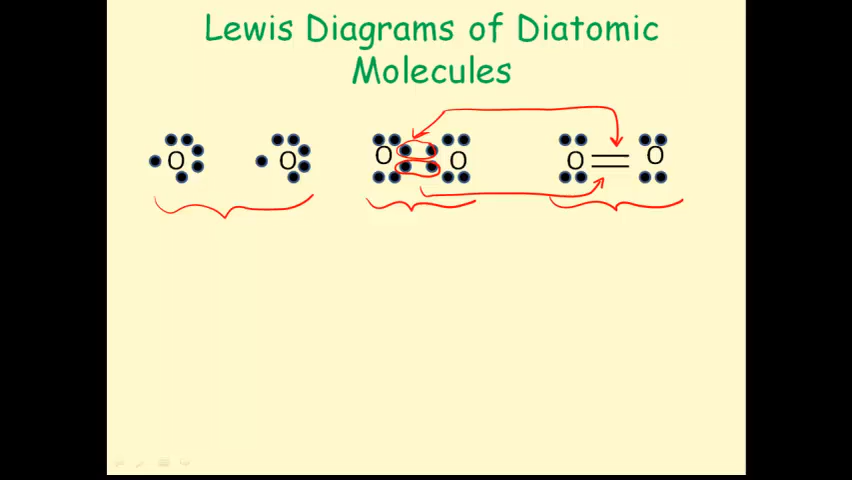 Lewis Diagrams of Diatomic
Molecules
O O O O O O